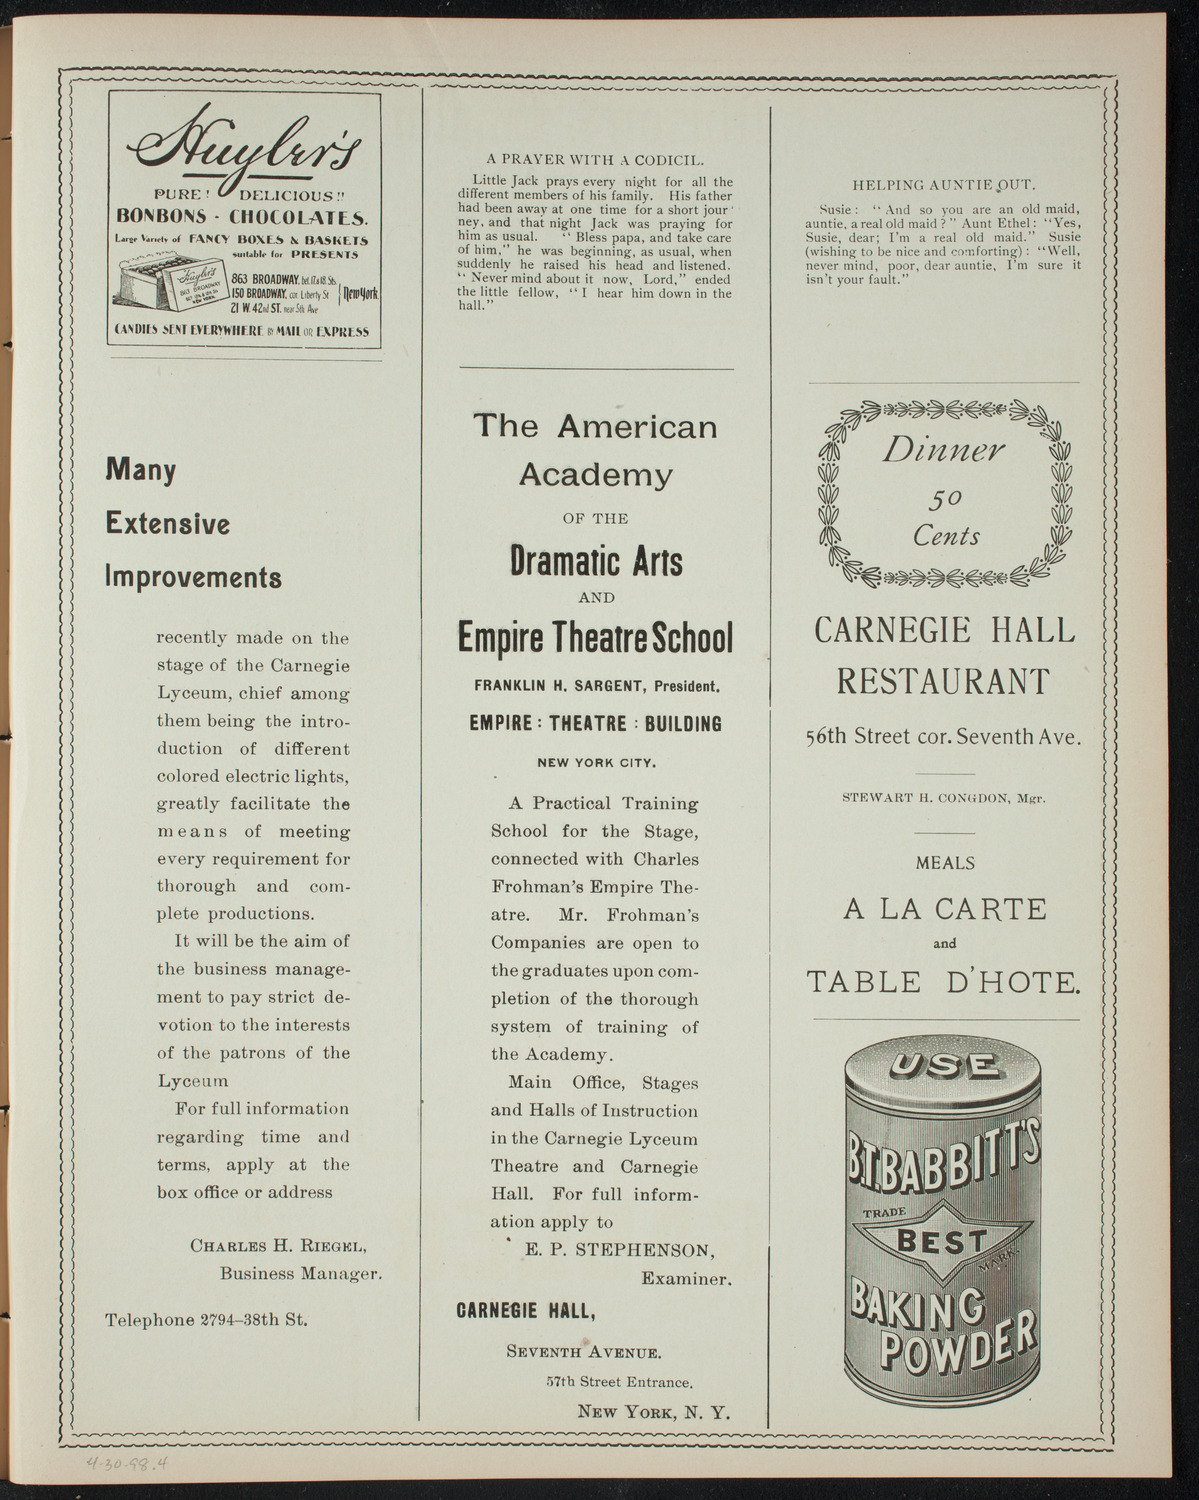 Huyler's
PURE! DELICIOUS!!
BONBONS - CHOCOLATES.
Large Variety of FANCY BOXES & BASKETS
suitable for PRESENTS
Huyler's
863 BROADWAY
NEW YORK
863 BROADWAY, bet. 17 & 18 Sts.
150 BROADWAY, cor. Liberty St
21 W. 42nd ST. near 5th Ave
New York
CANDIES SENT EVERYWHERE BY MAIL OR EXPRESS
Many
Extensive
Improvements
recently made on the
stage of the Carnegie
Lyceum, chief among
them being the intro-
duction of different
colored electric lights,
greatly facilitate the
means of meeting
every requirement for
thorough and com-
plete productions.
It will be the aim of
the business manage-
ment to pay strict de-
votion to the interests
of the patrons of the
Lyceum
For full information
regarding time and
terms, apply at the
box office or address
CHARLES H. RIEGEL,
Business Manager.
Telephone 2794–38th St.
A PRAYER WITH A CODICIL.
Little Jack prays every night for all the
different members of his family. His father
had been away at one time for a short jour-
ney, and that night Jack was praying for
him as usual. "Bless papa, and take care
of him," he was beginning, as usual, when
suddenly he raised his head and listened.
"Never mind about it now, Lord," ended
the little fellow, "I hear him down in the
hall."
The American
Academy
OF THE
Dramatic Arts
AND
Empire Theatre School
FRANKLIN H. SARGENT, President.
EMPIRE : THEATRE : BUILDING
NEW YORK CITY.
A Practical Training
School for the Stage,
connected with Charles
Frohman's Empire The-
atre. Mr. Frohman's
Companies are open to
the graduates upon com-
pletion of the thorough
system of training of
the Academy.
Main Office, Stages
and Halls of Instruction
in the Carnegie Lyceum
Theatre and Carnegie
Hall. For full inform-
ation apply to
E. P. STEPHENSON,
Examiner.
CARNEGIE HALL,
SEVENTH AVENUE.
57th Street Entrance.
NEW YORK, N. Y.
HELPING AUNTIE OUT.
Susie: "And so you are an old maid,
auntie, a real old maid?" Aunt Ethel: "Yes,
Susie, dear; I'm a real old maid." Susie
(wishing to be nice and comforting): "Well,
never mind, poor, dear auntie, I'm sure it
isn't your fault."
Dinner
50
Cents
CARNEGIE HALL
RESTAURANT
56th Street cor. Seventh Ave.
STEWART H. CONGDON, Mgr.
MEALS
A LA CARTE
and
TABLE D'HOTE.
USE
B.T. BABBITT'S
TRADE
BEST
MARK.
BAKING
POWDER
4-30-98.4